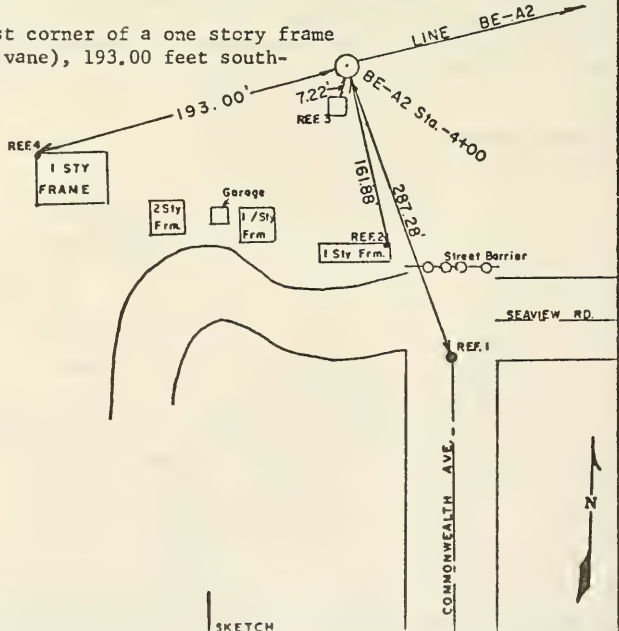 st corner of a one story frame
vane), 193.00 feet south-
LINE BE-A2
193.00'
7.22'
BE-A2 Sta.-4+00
REF. 3
REF. 4
1 STY
FRAME
Garage
2 Sty
Frm.
1 1/Sty
Frm
161.88'
287.28'
REF. 2
1 Sty Frm.
Street Barrier
SEAVIEW RD.
REF. 1
COMMONWEALTH AVE.
N
SKETCH